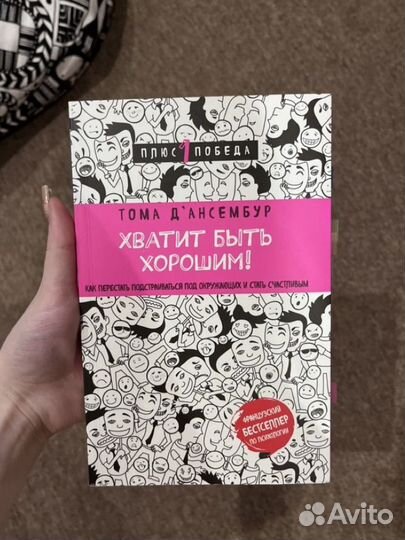 ПЛЮС 1 ПОБЕДА
ТОМА Д'АНСЕМБУР
ХВАТИТ БЫТЬ
ХОРОШИМ!
КАК ПЕРЕСТАТЬ ПОДСТРАИВАТЬСЯ ПОД ОКРУЖАЮЩИХ И СТАТЬ СЧАСТЛИВЫМ
ФРАНЦУЗСКИЙ
БЕСТСЕЛЛЕР
ПО ПСИХОЛОГИИ
Avito